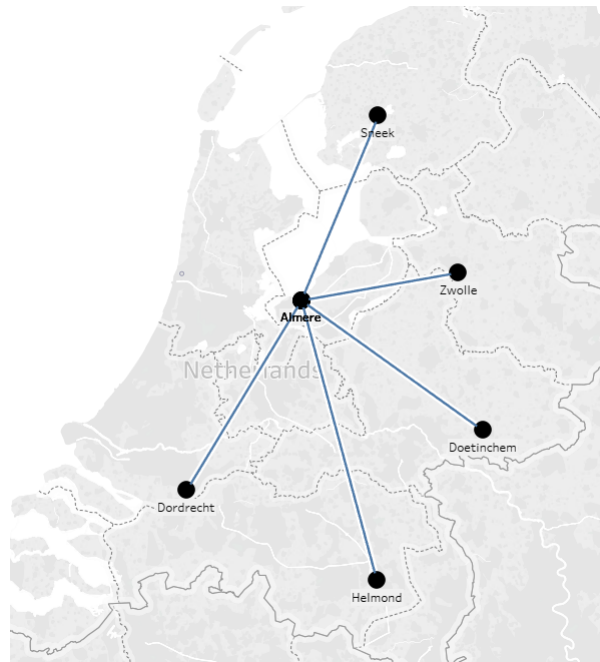 Sneek
Zwolle
Almere
Netherlands
Doetinchem
Dordrecht
Helmond